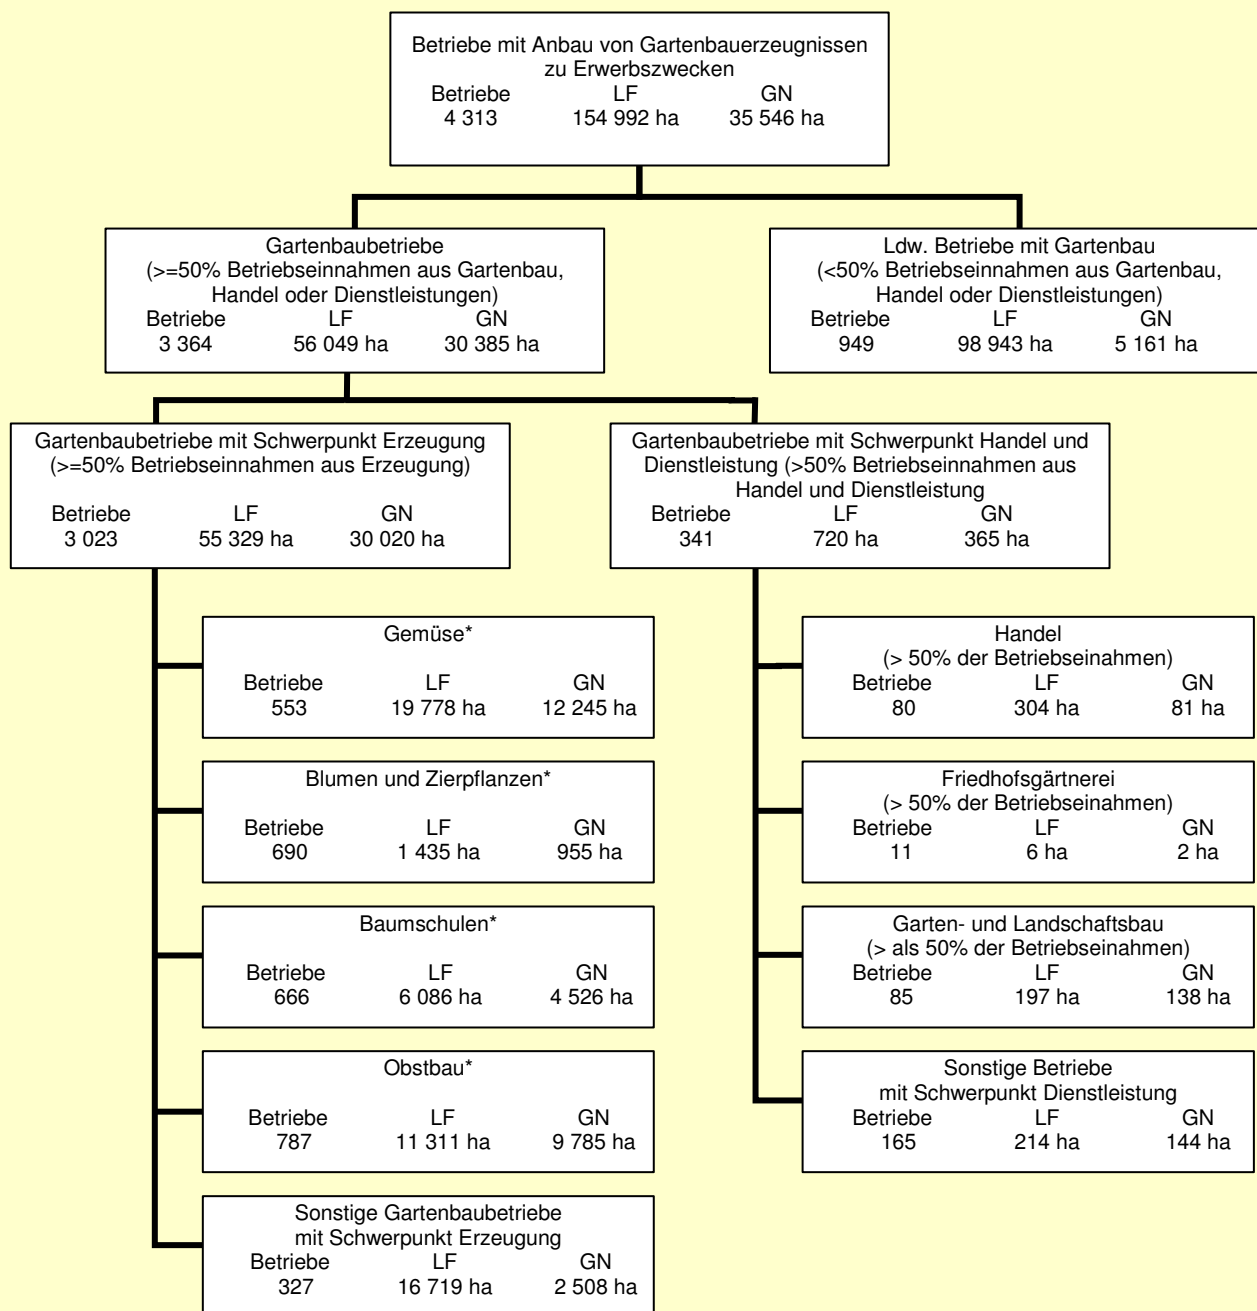 Betriebe mit Anbau von Gartenbauerzeugnissen
zu Erwerbszwecken
Betriebe LF GN
4 313 154 992 ha 35 546 ha
Gartenbaubetriebe
(>=50% Betriebseinnahmen aus Gartenbau,
Handel oder Dienstleistungen)
Betriebe LF GN
3 364 56 049 ha 30 385 ha
Ldw. Betriebe mit Gartenbau
(<50% Betriebseinnahmen aus Gartenbau,
Handel oder Dienstleistungen)
Betriebe LF GN
949 98 943 ha 5 161 ha
Gartenbaubetriebe mit Schwerpunkt Erzeugung
(>=50% Betriebseinnahmen aus Erzeugung)
Betriebe LF GN
3 023 55 329 ha 30 020 ha
Gartenbaubetriebe mit Schwerpunkt Handel und
Dienstleistung (>50% Betriebseinnahmen aus
Handel und Dienstleistung
Betriebe LF GN
341 720 ha 365 ha
Gemüse*
Betriebe LF GN
553 19 778 ha 12 245 ha
Blumen und Zierpflanzen*
Betriebe LF GN
690 1 435 ha 955 ha
Baumschulen*
Betriebe LF GN
666 6 086 ha 4 526 ha
Obstbau*
Betriebe LF GN
787 11 311 ha 9 785 ha
Sonstige Gartenbaubetriebe
mit Schwerpunkt Erzeugung
Betriebe LF GN
327 16 719 ha 2 508 ha
Handel
(> 50% der Betriebseinahmen)
Betriebe LF GN
80 304 ha 81 ha
Friedhofsgärtnerei
(> 50% der Betriebseinahmen)
Betriebe LF GN
11 6 ha 2 ha
Garten- und Landschaftsbau
(> als 50% der Betriebseinahmen)
Betriebe LF GN
85 197 ha 138 ha
Sonstige Betriebe
mit Schwerpunkt Dienstleistung
Betriebe LF GN
165 214 ha 144 ha